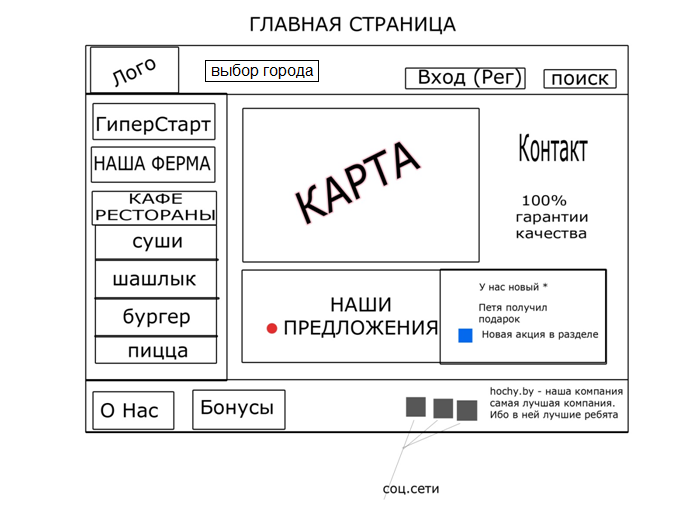 ГЛАВНАЯ СТРАНИЦА
Лого
выбор города
Вход (Рег)
поиск
ГиперСтарт
НАША ФЕРМА
КАФЕ
РЕСТОРАНЫ
суши
шашлык
бургер
пицца
КАРТА
Контакт
100%
гарантии
качества
НАШИ
ПРЕДЛОЖЕНИЯ
У нас новый *
Петя получил
подарок
Новая акция в разделе
О Нас
Бонусы
hochy.by - наша компания
самая лучшая компания.
Ибо в ней лучшие ребята
соц.сети